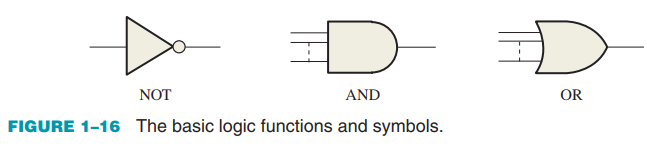 NOT
AND
OR
FIGURE 1–16 The basic logic functions and symbols.